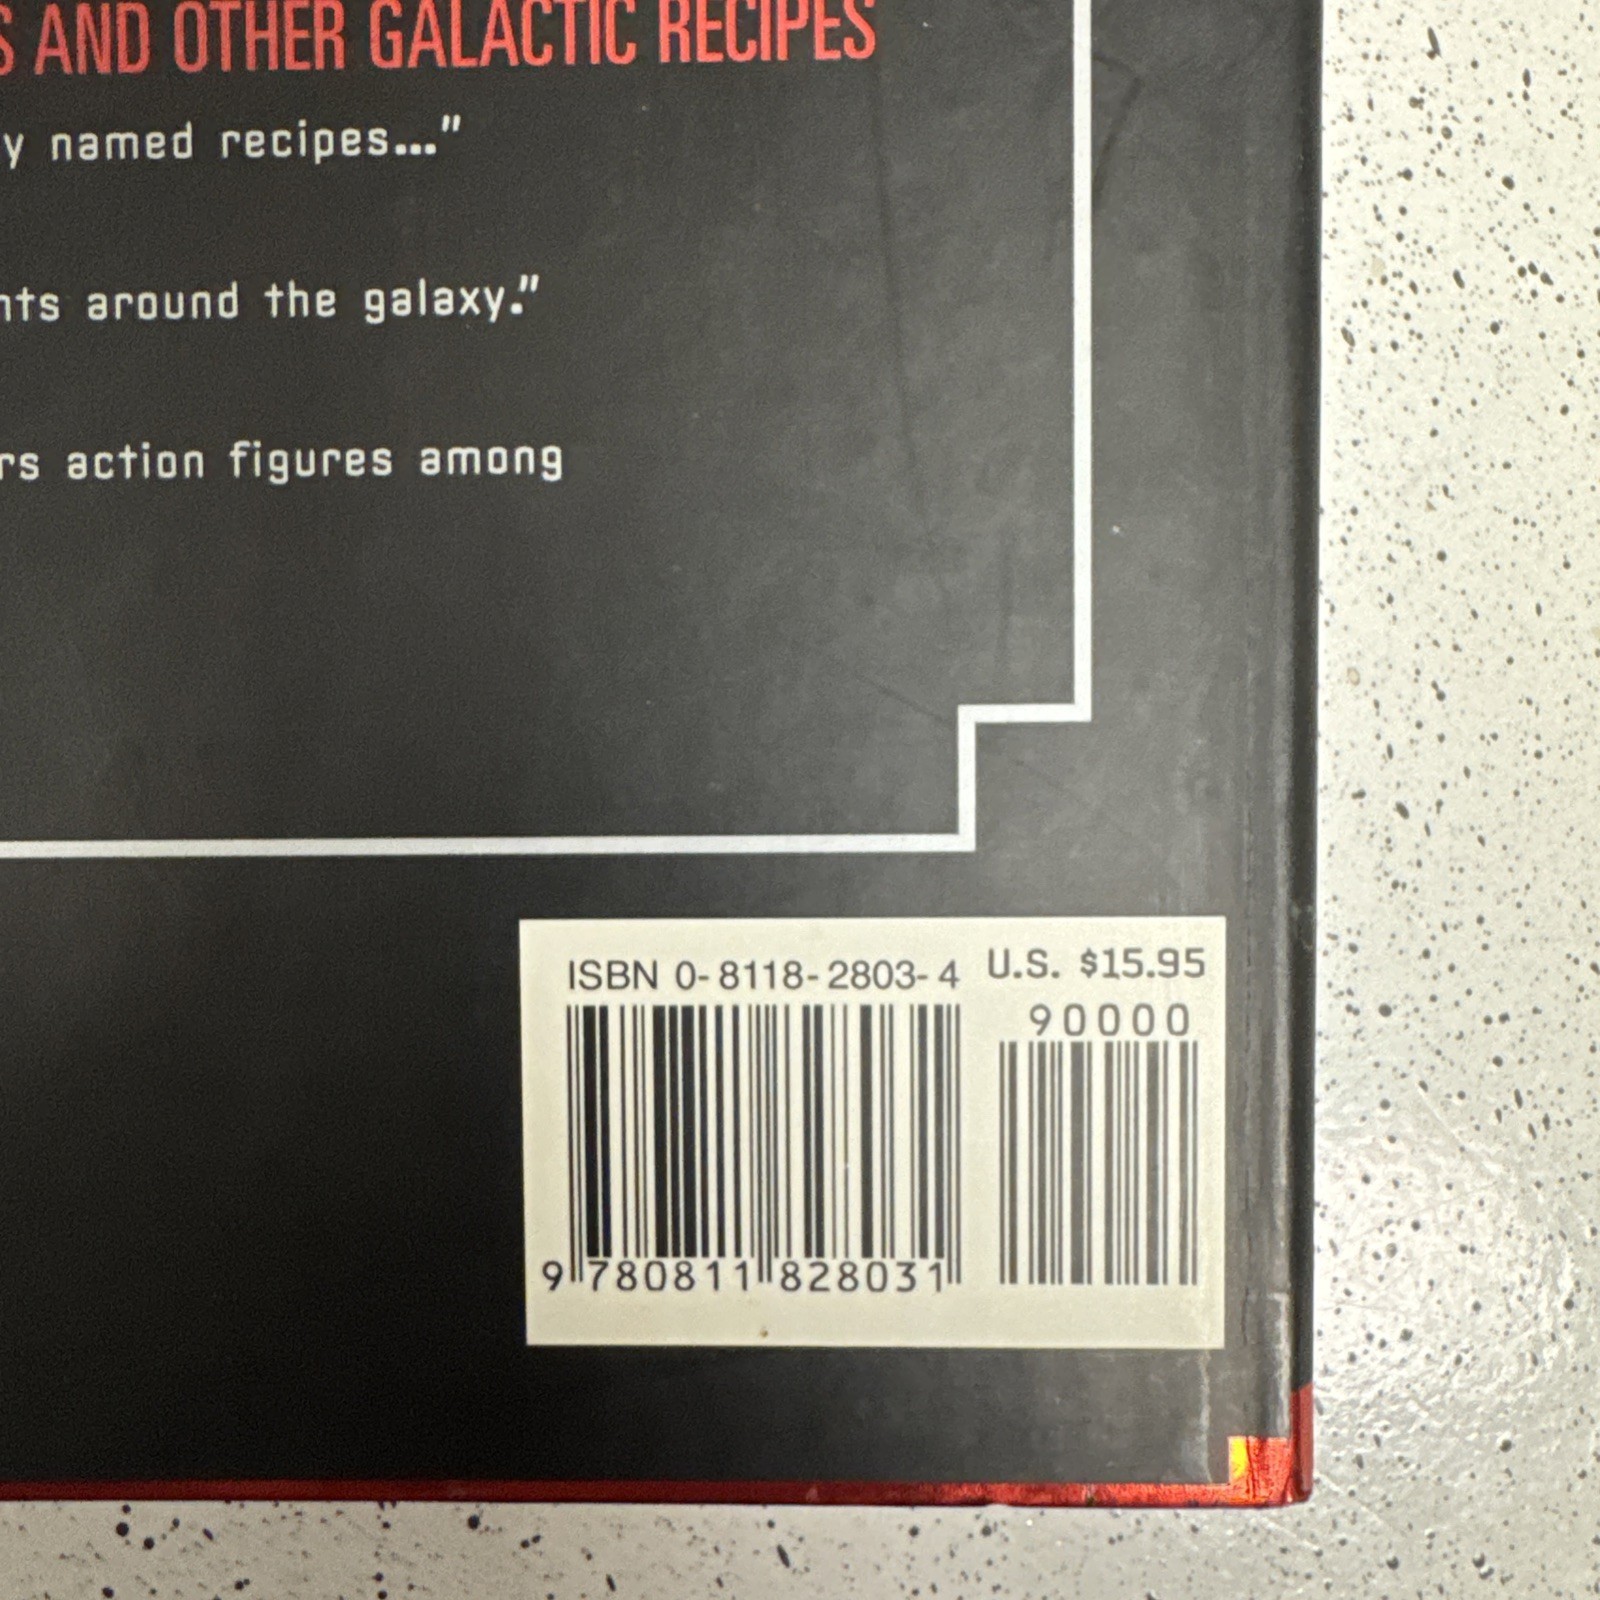 S AND OTHER GALACTIC RECIPES
y named recipes..."
nts around the galaxy."
rs action figures among
ISBN 0-8118-2803-4 U.S. $15.95
90000
9 780811 828031